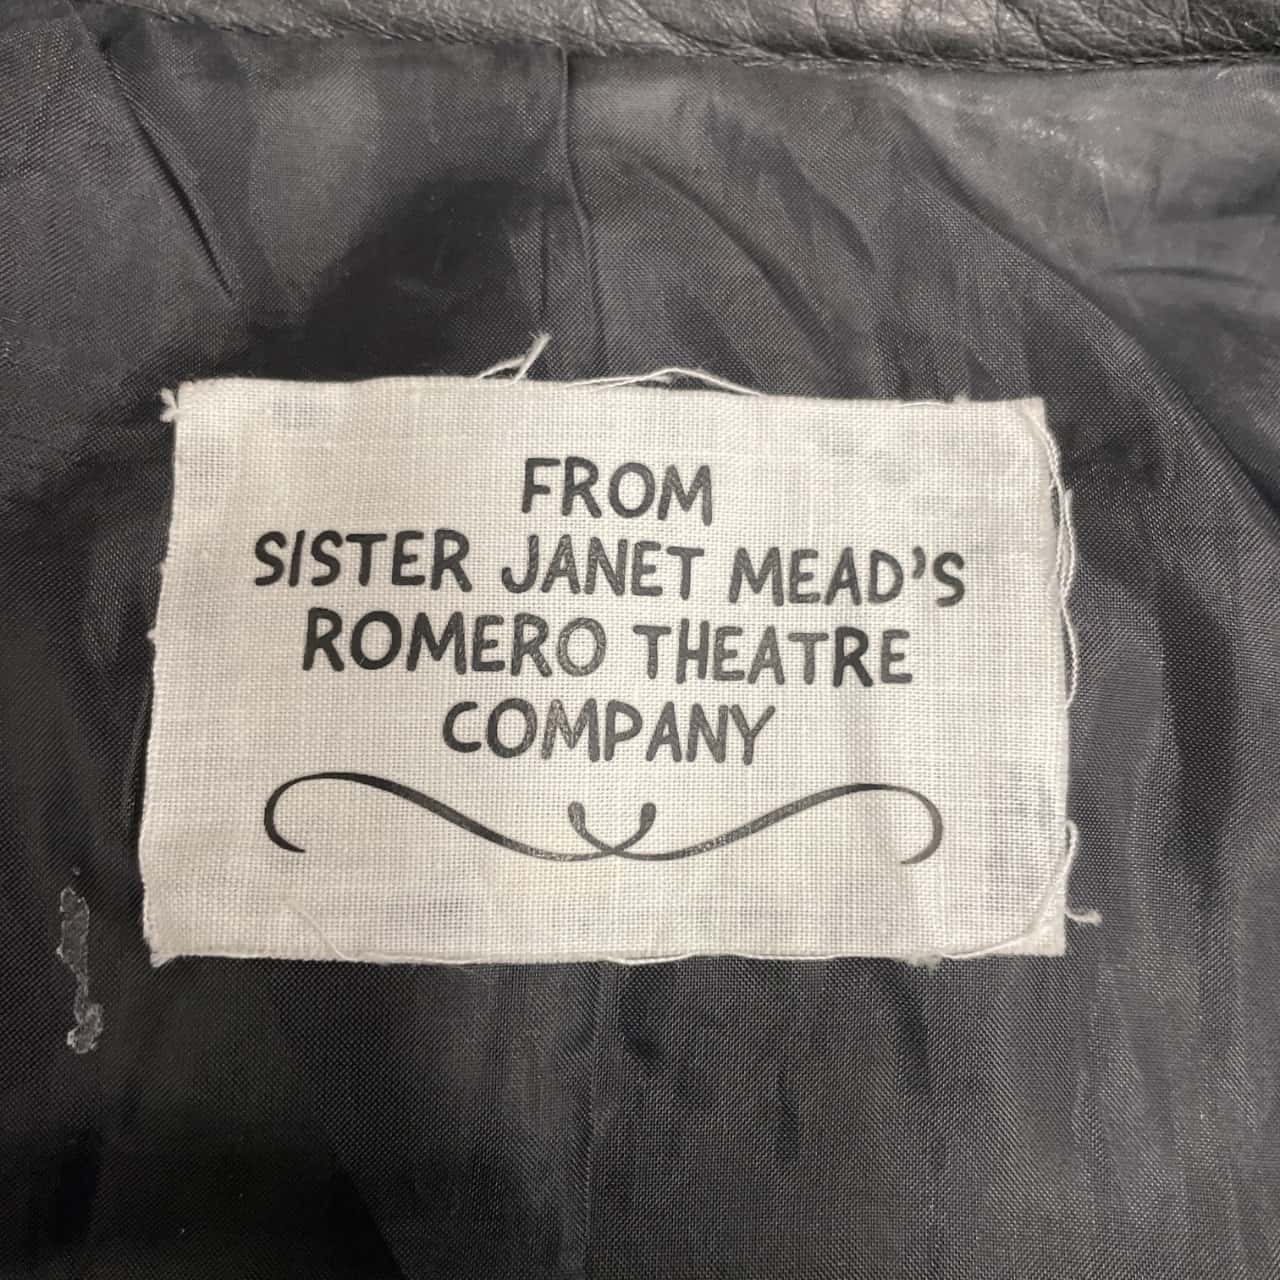 FROM
SISTER JANET MEAD'S
ROMERO THEATRE
COMPANY